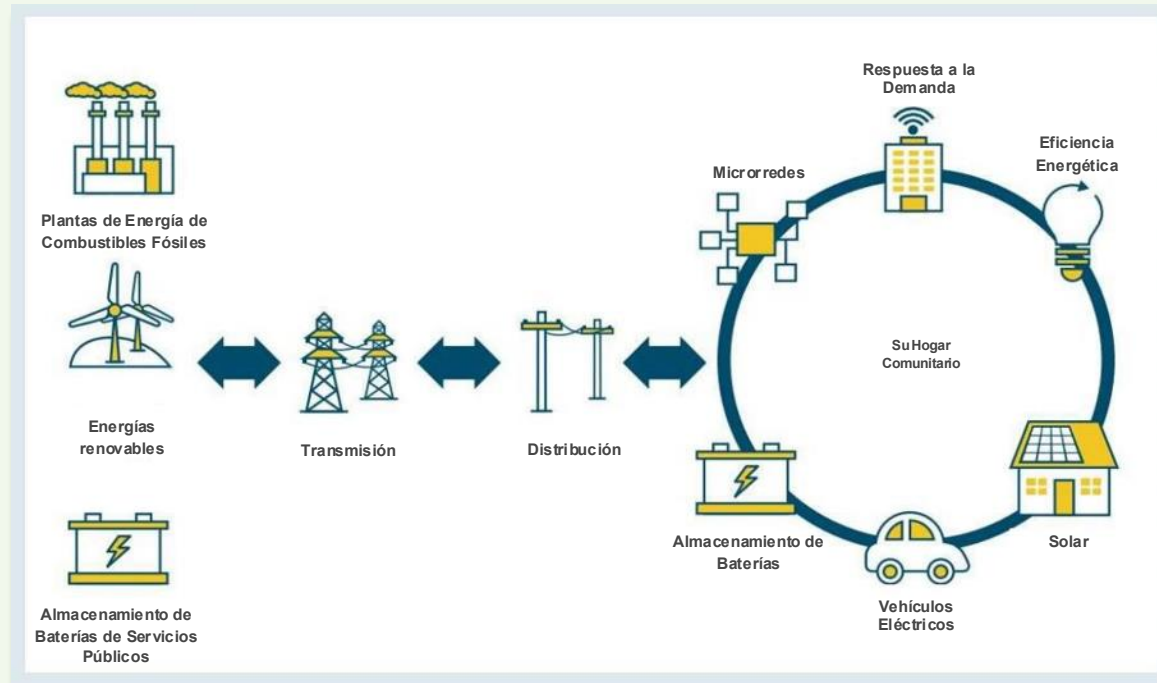 Plantas de Energía de
Combustibles Fósiles
Energías
renovables
Almacenamiento de
Baterías de Servicios
Públicos
Transmisión
Distribución
Respuesta a la
Demanda
Microrredes
Eficiencia
Energética
Su Hogar
Comunitario
Almacenamiento de
Baterías
Solar
Vehículos
Eléctricos